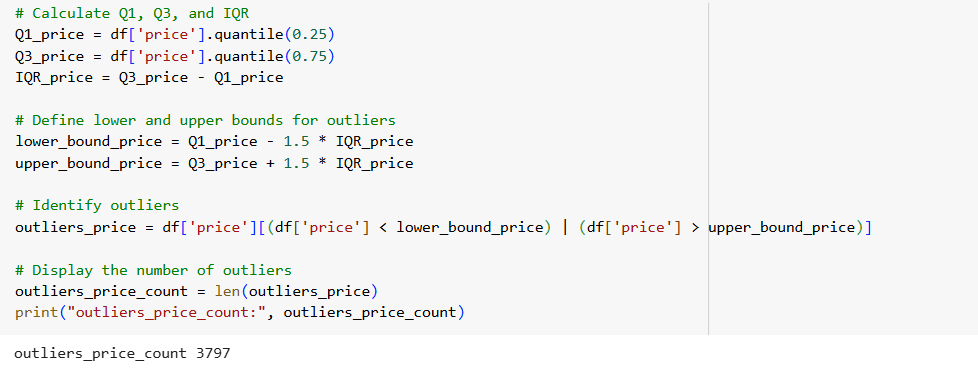 # Calculate Q1, Q3, and IQR
Q1_price = df['price'].quantile(0.25)
Q3_price = df['price'].quantile(0.75)
IQR_price = Q3_price - Q1_price
# Define lower and upper bounds for outliers
lower_bound_price = Q1_price - 1.5 * IQR_price
upper_bound_price = Q3_price + 1.5 * IQR_price
# Identify outliers
outliers_price = df['price'][(df['price'] < lower_bound_price) | (df['price'] > upper_bound_price)]
# Display the number of outliers
outliers_price_count = len(outliers_price)
print("outliers_price_count:", outliers_price_count)
outliers_price_count 3797